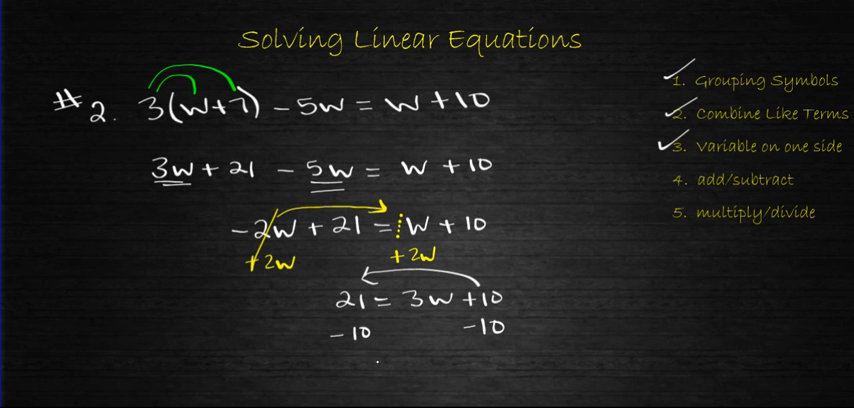 Solving Linear Equations
# 2. 3(w+7) - 5w = w + 10
3w + 21 - 5w = w + 10
-2w + 21 = w + 10
+2w +2w
21 = 3w + 10
-10 -10
1. Grouping Symbols
2. Combine Like Terms
3. Variable on one side
4. add/subtract
5. multiply/divide